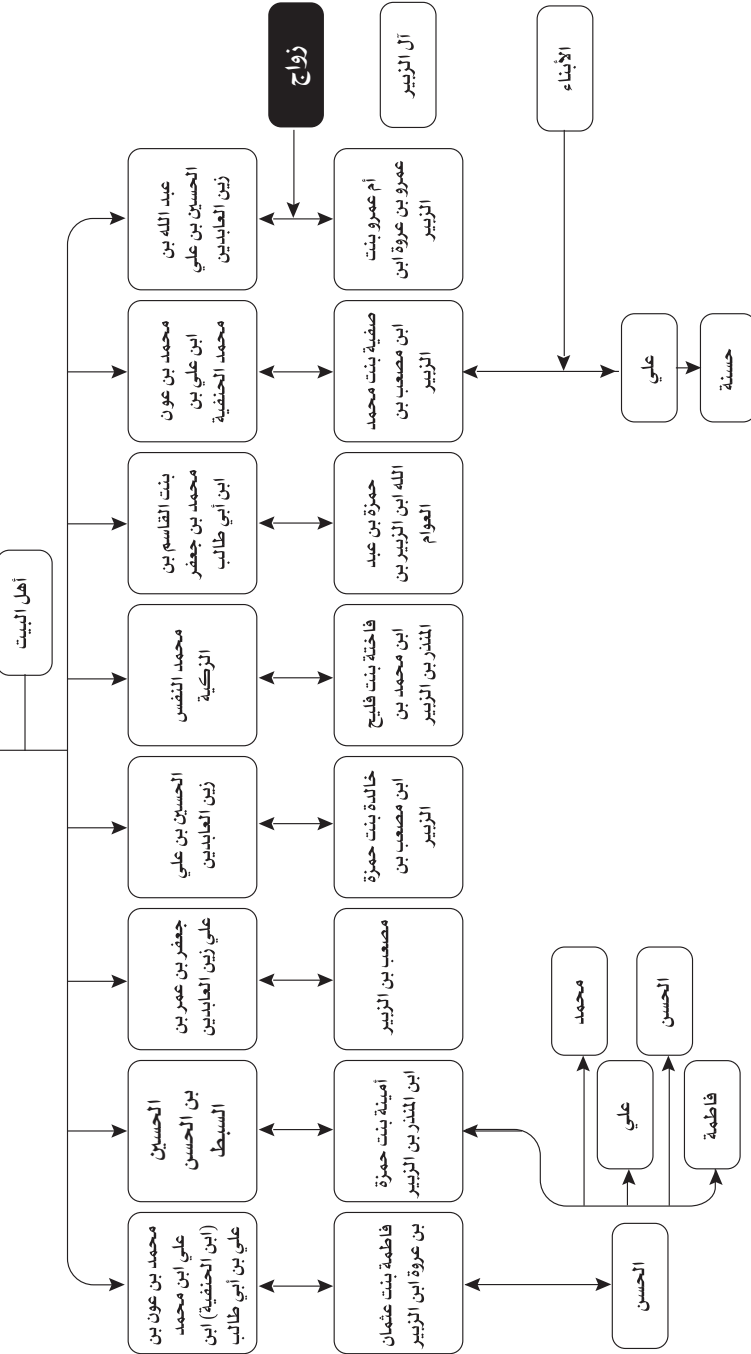 أهل البيت
عبد الله بن
الحسين بن علي
زين العابدين
محمد بن عون
ابن علي بن
محمد الحنفية
بنت القاسم بن
محمد بن جعفر
ابن أبي طالب
محمد النفس
الزكية
الحسين بن علي
زين العابدين
جعفر بن عمر بن
علي زين العابدين
الحسين
بن الحسن
السبط
محمد بن عون بن
علي ابن محمد
(ابن الحنفية) ابن
علي بن أبي طالب
زواج
آل الزبير
أم عمرو بنت
عمرو بن عروة ابن
الزبير
صفية بنت محمد
ابن مصعب بن
الزبير
حمزة بن عبد
الله ابن الزبير بن
العوام
فاختة بنت فليح
ابن محمد بن
المنذر بن الزبير
خالدة بنت حمزة
ابن مصعب بن
الزبير
مصعب بن الزبير
أمينة بنت حمزة
ابن المنذر بن الزبير
فاطمة بنت عثمان
بن عروة ابن الزبير
الأبناء
علي
حسنة
محمد
علي
الحسن
فاطمة
الحسن